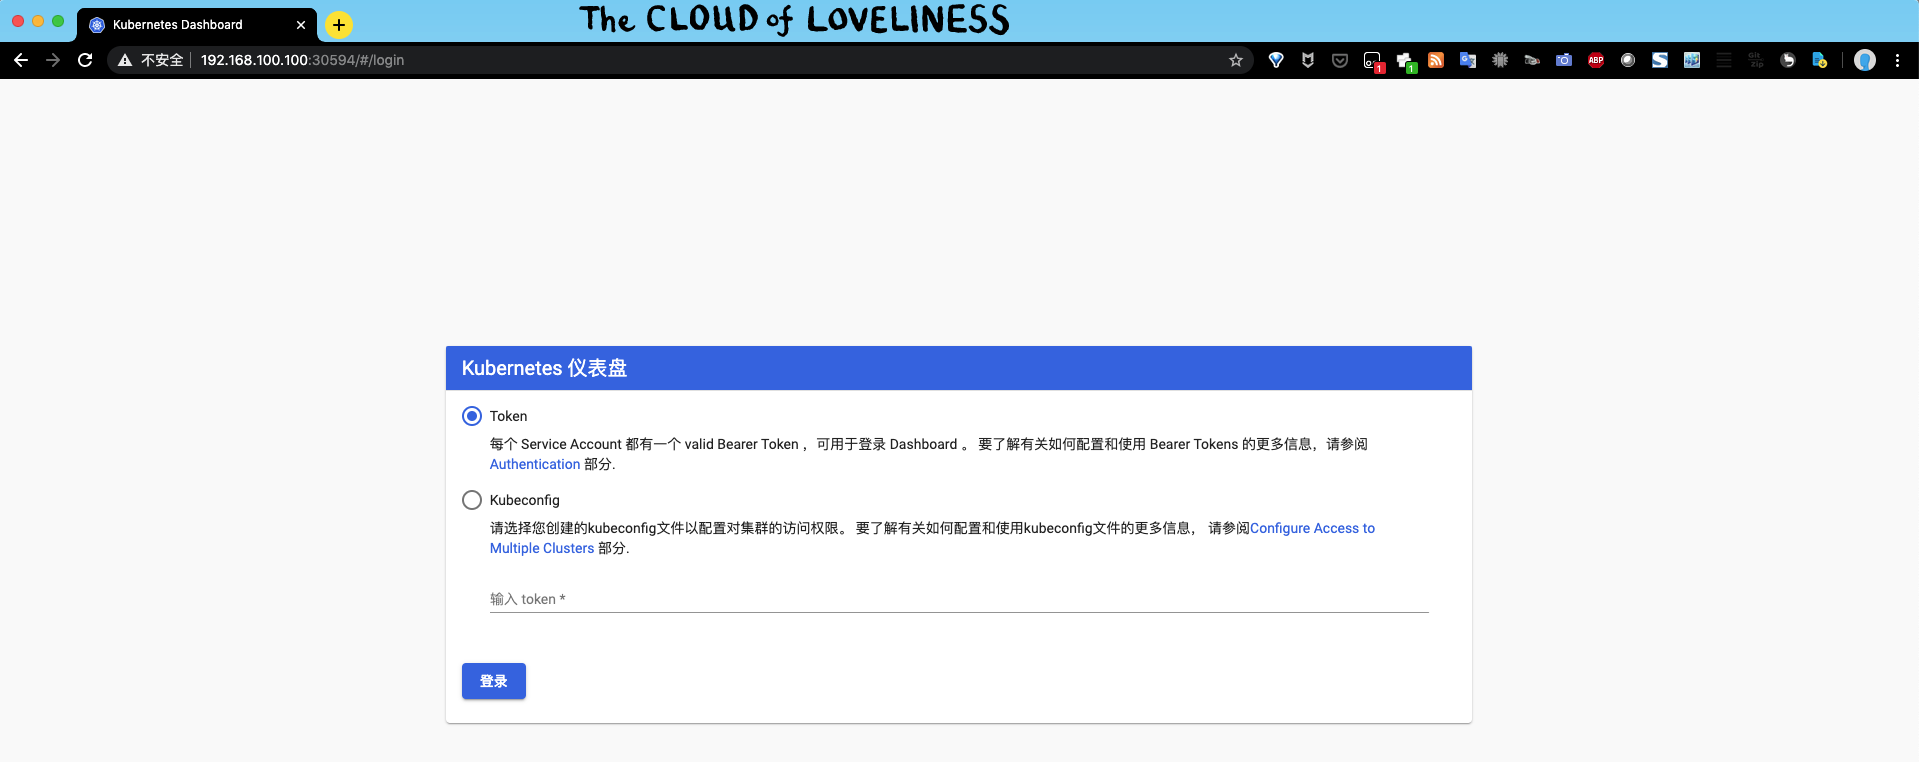 Kubernetes Dashboard
The CLOUD of LOVELINESS
不安全 192.168.100.100:30594/#/login
1
1
ABP
Kubernetes 仪表盘
Token
每个 Service Account 都有一个 valid Bearer Token ，可用于登录 Dashboard 。 要了解有关如何配置和使用 Bearer Tokens 的更多信息，请参阅
Authentication 部分.
Kubeconfig
请选择您创建的kubeconfig文件以配置对集群的访问权限。 要了解有关如何配置和使用kubeconfig文件的更多信息， 请参阅Configure Access to
Multiple Clusters 部分.
输入 token *
登录